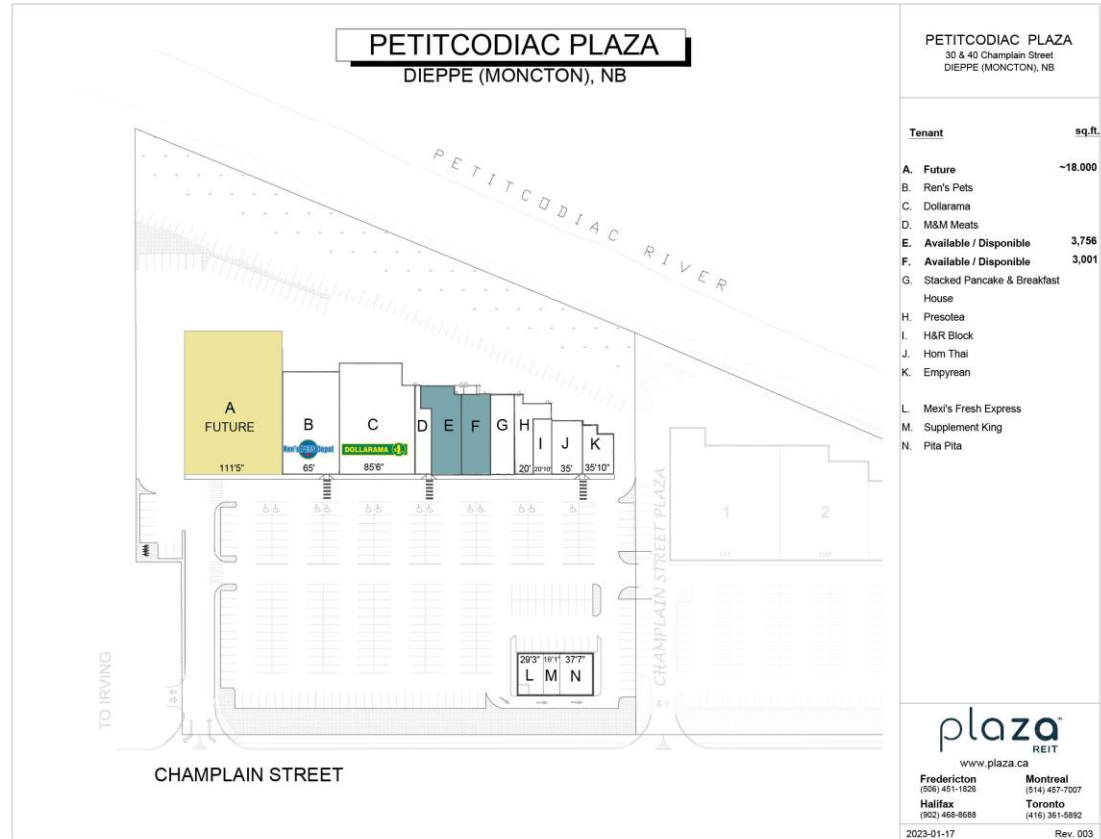 PETITCODIAC PLAZA
DIEPPE (MONCTON), NB
PETITCODIAC RIVER
A
FUTURE
111'5"
B
Ren's Pets Depot
65'
C
DOLLARAMA
85'6"
D
E
F
G
H
20'
I
20'10"
J
35'
K
35'10"
1
2
CHAMPLAIN STREET PLAZA
29'3" 18'1" 37'7"
L M N
TO IRVING
CHAMPLAIN STREET
PETITCODIAC PLAZA
30 & 40 Champlain Street
DIEPPE (MONCTON), NB
Tenant sq.ft.
A. Future ~18.000
B. Ren's Pets
C. Dollarama
D. M&M Meats
E. Available / Disponible 3,756
F. Available / Disponible 3,001
G. Stacked Pancake & Breakfast
House
H. Presotea
I. H&R Block
J. Hom Thai
K. Empyrean
L. Mexi's Fresh Express
M. Supplement King
N. Pita Pita
plaza™
REIT
www.plaza.ca
Fredericton Montreal
(506) 451-1826 (514) 457-7007
Halifax Toronto
(902) 468-8688 (416) 361-5892
2023-01-17 Rev. 003